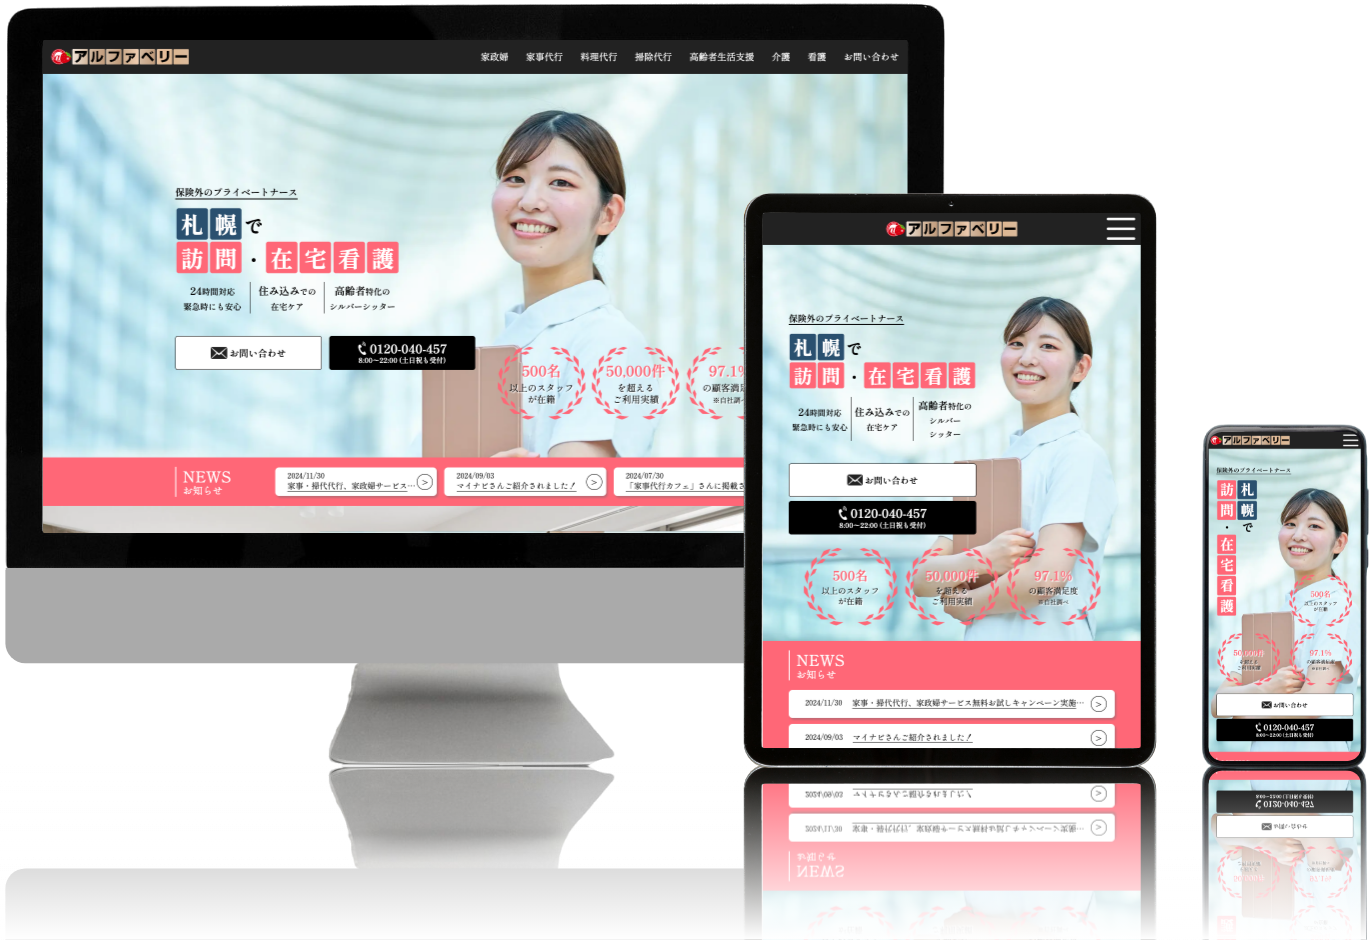 アルファベリー
家政婦 家事代行 料理代行 掃除代行 高齢者生活支援 介護 看護 お問い合わせ
保険外のプライベートナース
札幌で
訪問・在宅看護
24時間対応
緊急時にも安心
住み込みでの
在宅ケア
高齢者特化の
シルバーシッター
お問い合わせ
0120-040-457
8:00~22:00 (土日祝も受付)
500名
以上のスタッフ
が在籍
50,000件
を超える
ご利用実績
97.1%
の顧客満足
※自社調べ
NEWS
お知らせ
2024/11/30
家事・掃代代行、家政婦サービス…
2024/09/03
マイナビさんご紹介されました！
2024/07/30
「家事代行カフェ」さんに掲載さ
アルファベリー
保険外のプライベートナース
札幌で
訪問・在宅看護
24時間対応
緊急時にも安心
住み込みでの
在宅ケア
高齢者特化の
シルバー
シッター
お問い合わせ
0120-040-457
8:00~22:00 (土日祝も受付)
500名
以上のスタッフ
が在籍
50,000件
を超える
ご利用実績
97.1%
の顧客満足度
※自社調べ
NEWS
お知らせ
2024/11/30 家事・掃代代行、家政婦サービス無料お試しキャンペーン実施…
2024/09/03 マイナビさんご紹介されました！
アルファベリー
保険外のプライベートナース
札幌で
訪問・在宅看護
500名
以上のスタッフ
が在籍
50,000件
を超える
ご利用実績
97.1%
の顧客満足度
※自社調べ
お問い合わせ
0120-040-457
8:00~22:00 (土日祝も受付)